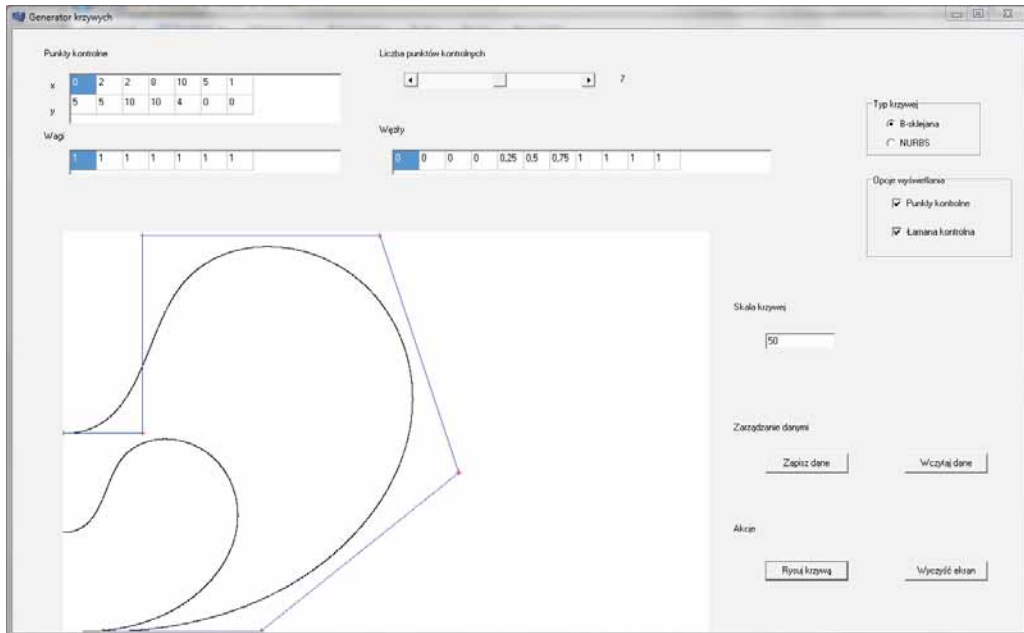 Generator krzywych
Punkty kontrolne
x 0 2 2 8 10 5 1
y 5 5 10 10 4 0 0
Liczba punktów kontrolnych
7
Wagi
1 1 1 1 1 1 1
Węzły
0 0 0 0 0,25 0,5 0,75 1 1 1 1
Typ krzywej
B-sklejana
NURBS
Opcje wyświetlania
Punkty kontrolne
Łamana kontrolna
Skala krzywej
50
Zarządzanie danymi
Zapisz dane
Wczytaj dane
Akcje
Rysuj krzywą
Wyczyść ekran